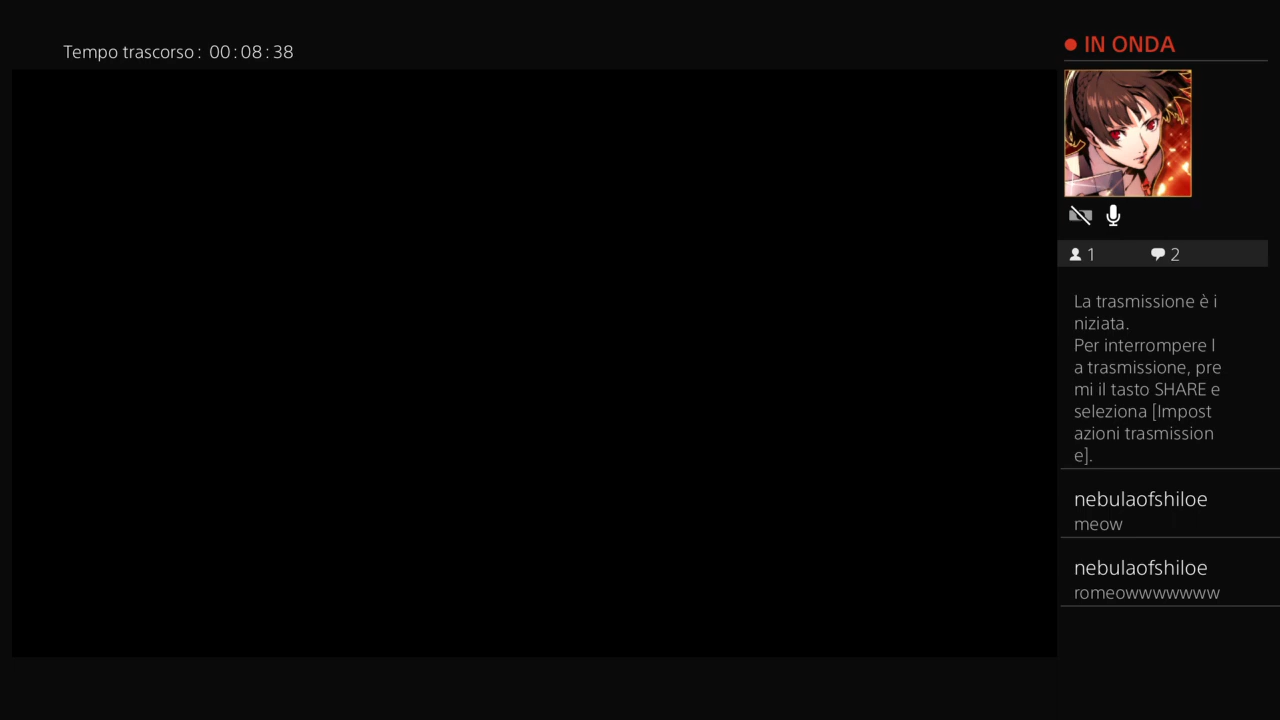 Tempo trascorso: 00:08:38
IN ONDA
1 2
La trasmissione è i
niziata.
Per interrompere l
a trasmissione, pre
mi il tasto SHARE e
seleziona [Impost
azioni trasmission
e].
nebulaofshiloe
meow
nebulaofshiloe
romeowwwwwww